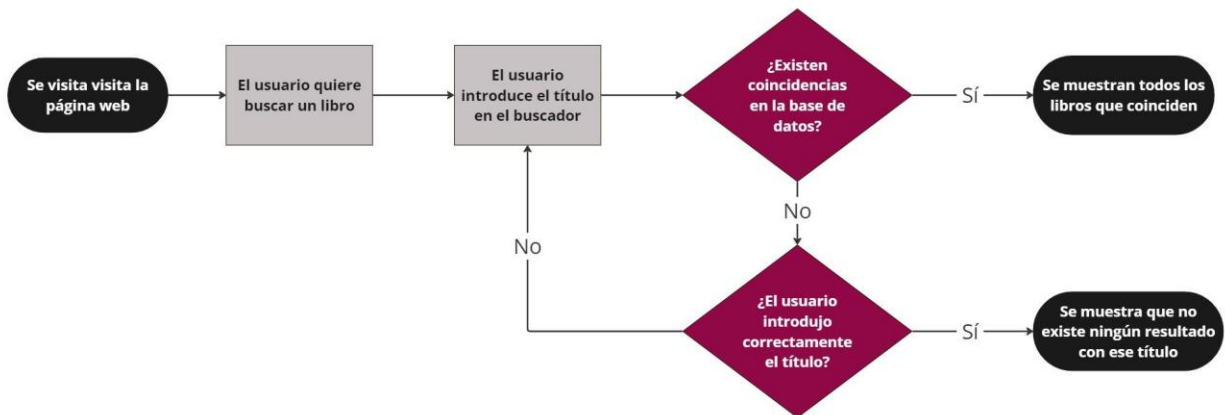 Se visita visita la
página web
El usuario quiere
buscar un libro
El usuario
introduce el título
en el buscador
¿Existen
coincidencias
en la base de
datos?
Sí
Se muestran todos los
libros que coinciden
No
No
¿El usuario
introdujo
correctamente
el título?
Sí
Se muestra que no
existe ningún resultado
con ese título